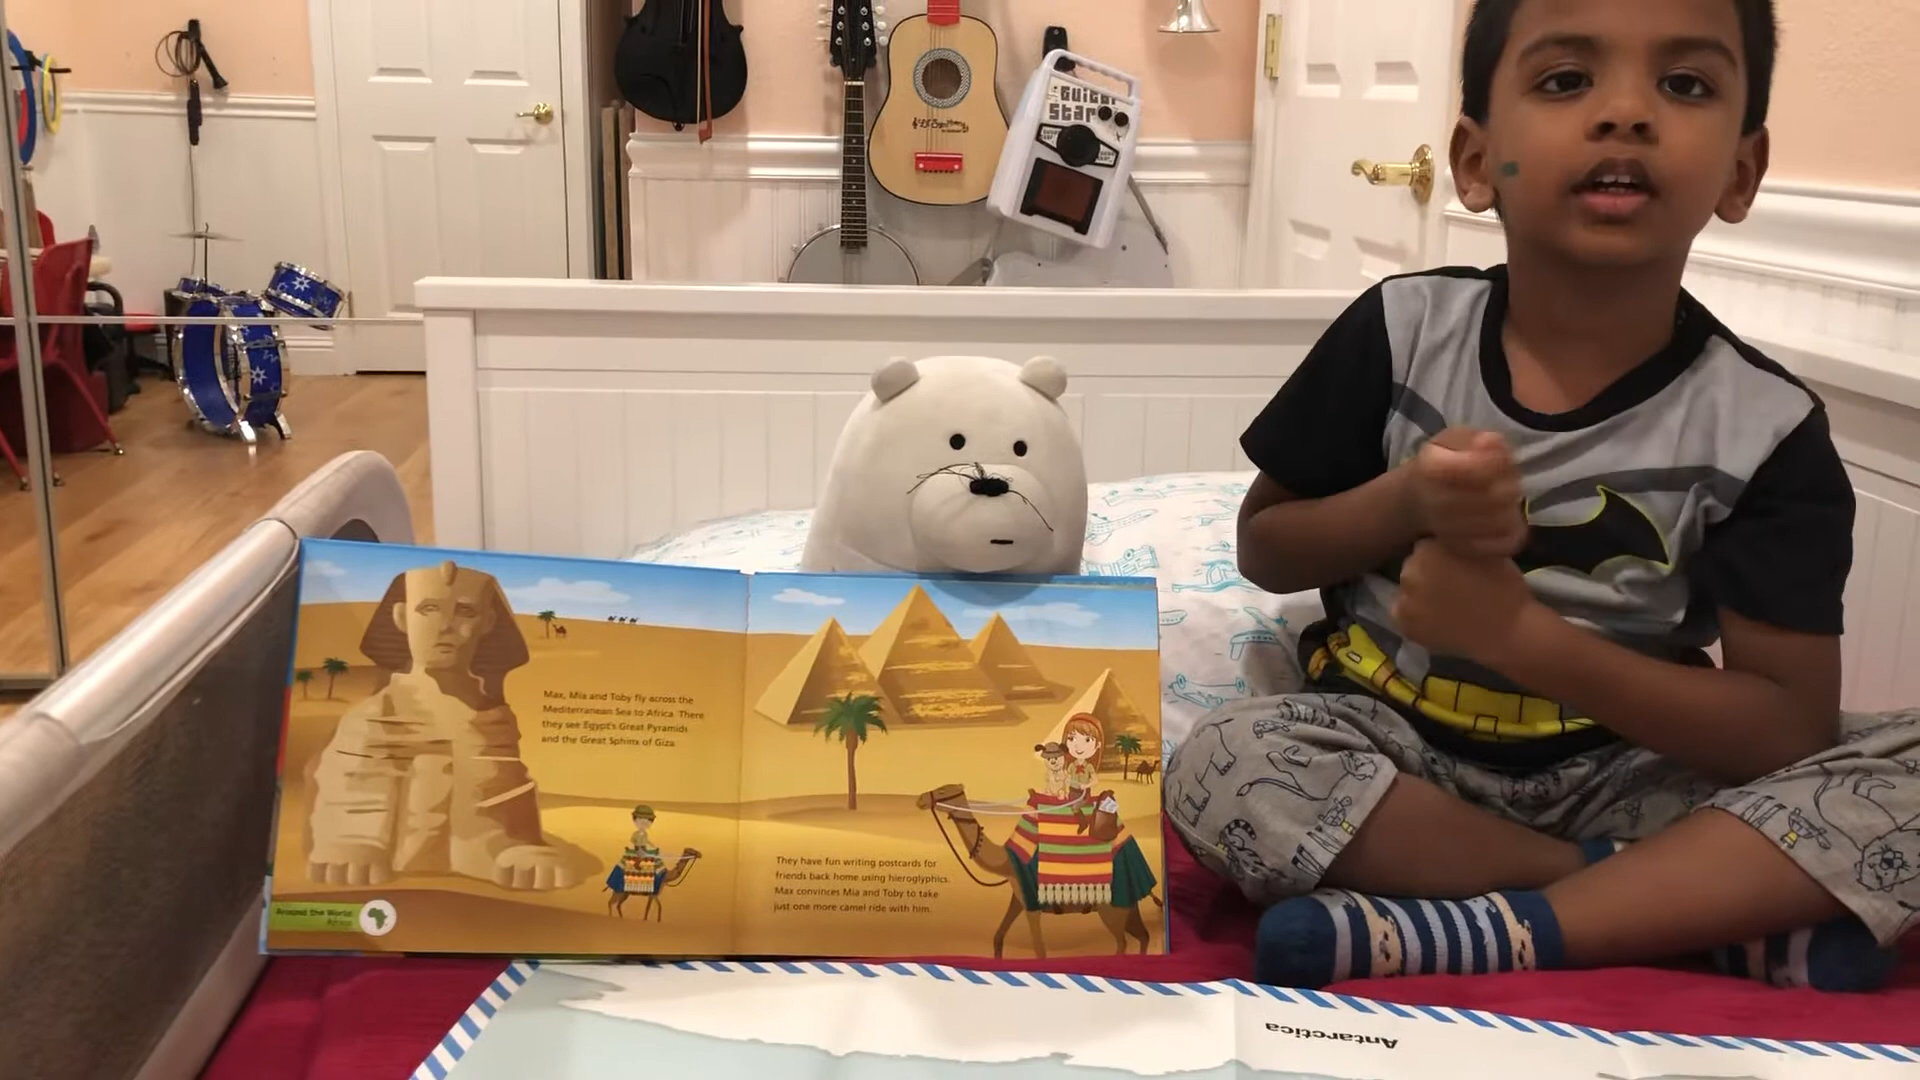 Guitar
Star
Max, Mia and Toby fly across the
Mediterranean Sea to Africa. There
they see Egypt's Great Pyramids
and the Great Sphinx of Giza.
They have fun writing postcards for
friends back home using hieroglyphics.
Max convinces Mia and Toby to take
just one more camel ride with him.
Around the World:
Africa
Antarctica